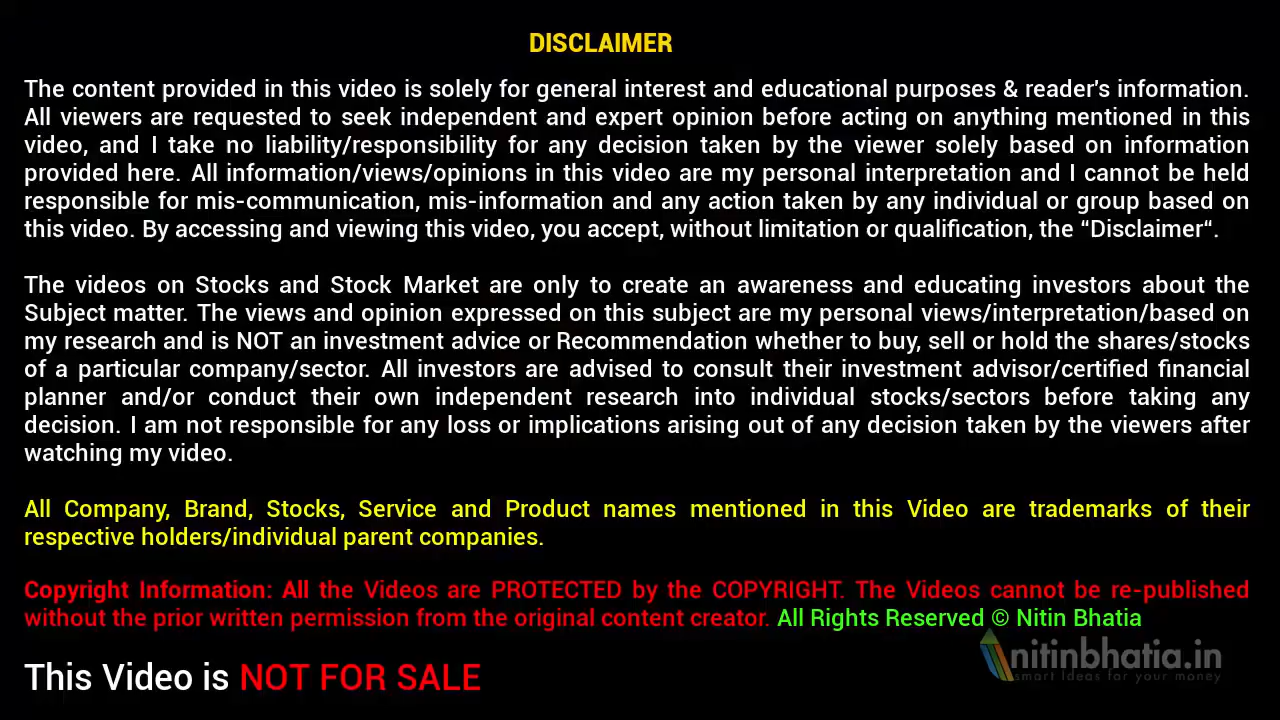 DISCLAIMER
The content provided in this video is solely for general interest and educational purposes & reader's information.
All viewers are requested to seek independent and expert opinion before acting on anything mentioned in this
video, and I take no liability/responsibility for any decision taken by the viewer solely based on information
provided here. All information/views/opinions in this video are my personal interpretation and I cannot be held
responsible for mis-communication, mis-information and any action taken by any individual or group based on
this video. By accessing and viewing this video, you accept, without limitation or qualification, the “Disclaimer“.
The videos on Stocks and Stock Market are only to create an awareness and educating investors about the
Subject matter. The views and opinion expressed on this subject are my personal views/interpretation/based on
my research and is NOT an investment advice or Recommendation whether to buy, sell or hold the shares/stocks
of a particular company/sector. All investors are advised to consult their investment advisor/certified financial
planner and/or conduct their own independent research into individual stocks/sectors before taking any
decision. I am not responsible for any loss or implications arising out of any decision taken by the viewers after
watching my video.
All Company, Brand, Stocks, Service and Product names mentioned in this Video are trademarks of their
respective holders/individual parent companies.
Copyright Information: All the Videos are PROTECTED by the COPYRIGHT. The Videos cannot be re-published
without the prior written permission from the original content creator. All Rights Reserved © Nitin Bhatia
This Video is NOT FOR SALE
nitinbhatia.in
smart Ideas for your money